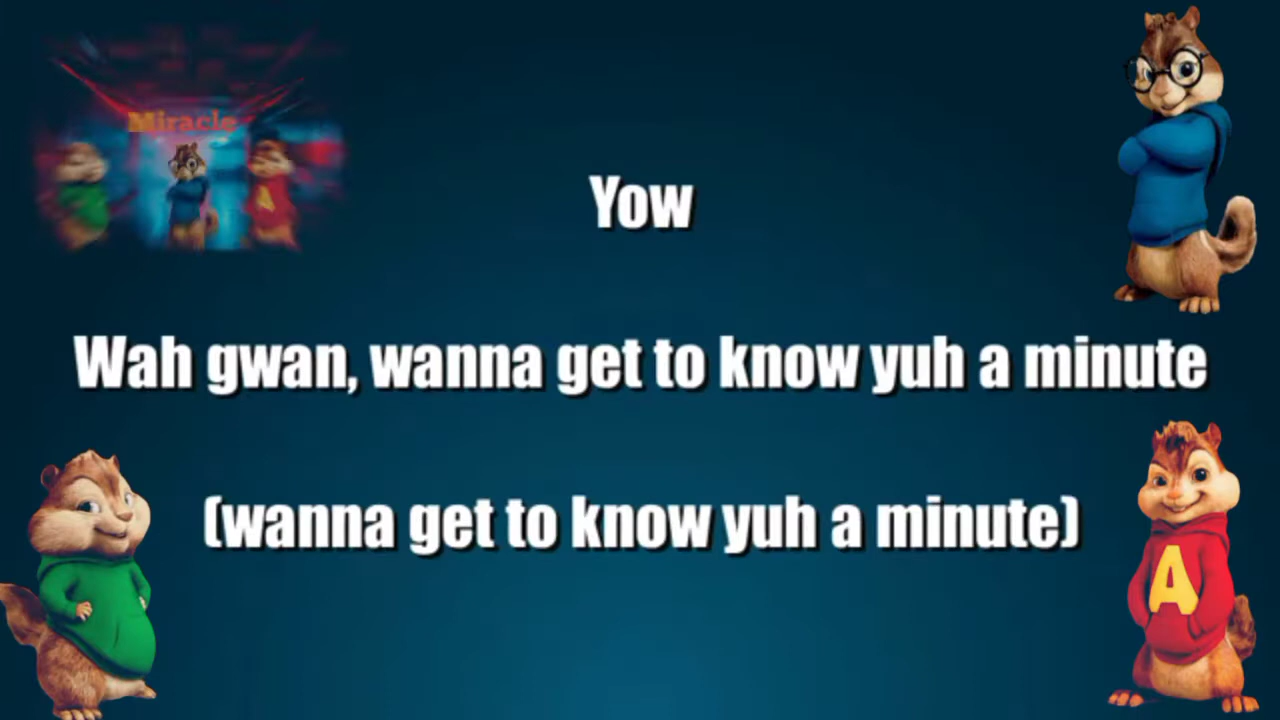 Miracle
Yow
Wah gwan, wanna get to know yuh a minute
(wanna get to know yuh a minute)
A
A